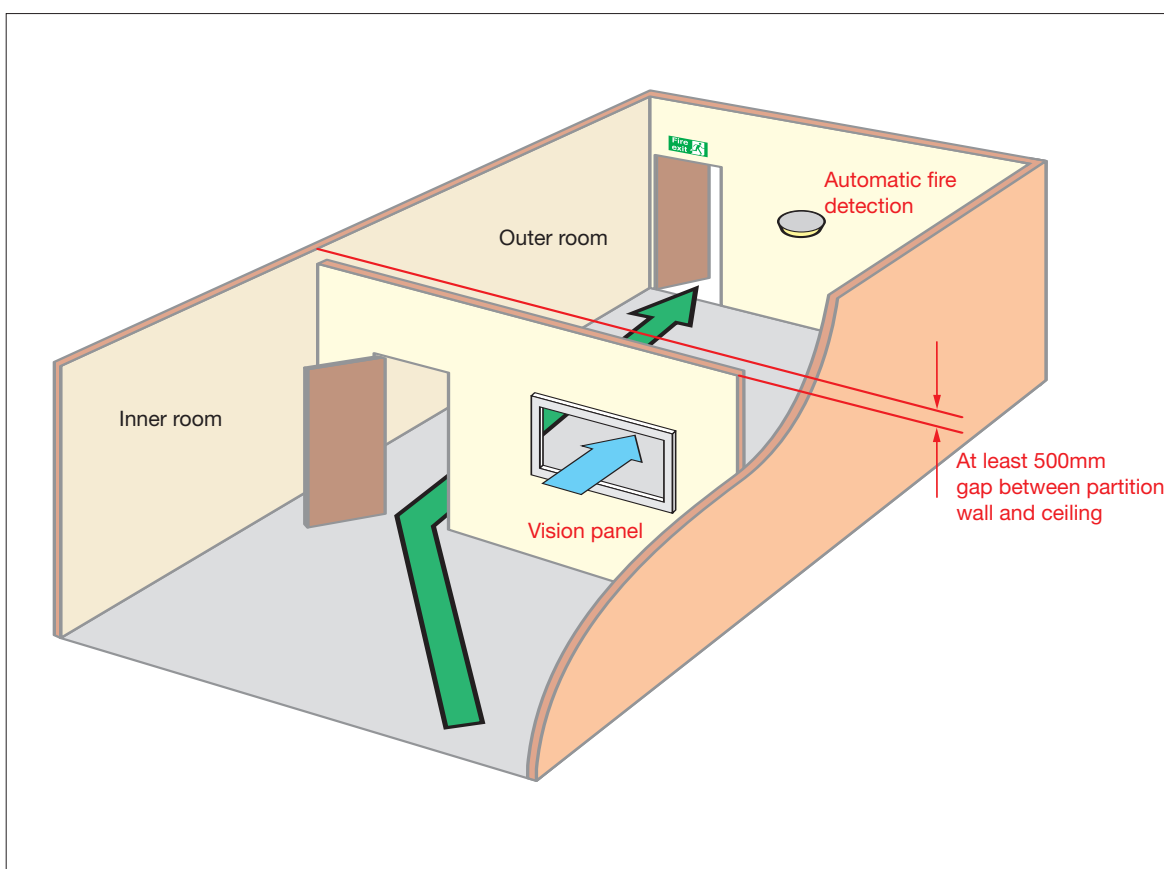 Fire
exit
Automatic fire
detection
Outer room
Inner room
At least 500mm
gap between partition
wall and ceiling
Vision panel